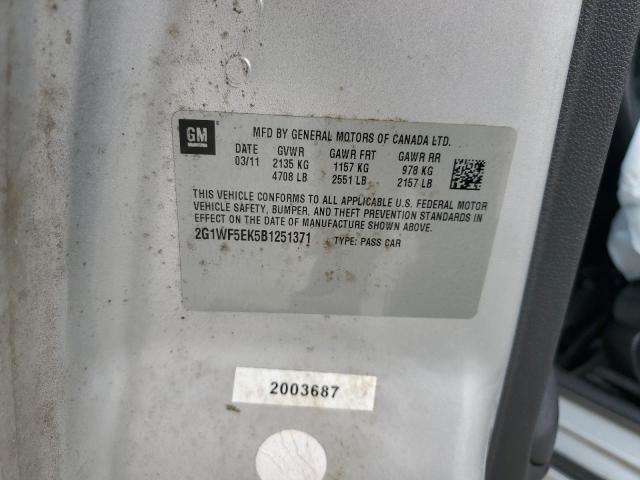 GM
MFD BY GENERAL MOTORS OF CANADA LTD.
DATE GVWR GAWR FRT GAWR RR
03/11 2135 KG 1157 KG 978 KG
4708 LB 2551 LB 2157 LB
THIS VEHICLE CONFORMS TO ALL APPLICABLE U.S. FEDERAL MOTOR
VEHICLE SAFETY, BUMPER, AND THEFT PREVENTION STANDARDS IN
EFFECT ON THE DATE OF MANUFACTURE SHOWN ABOVE.
2G1WF5EK5B1251371 TYPE: PASS CAR
2003687